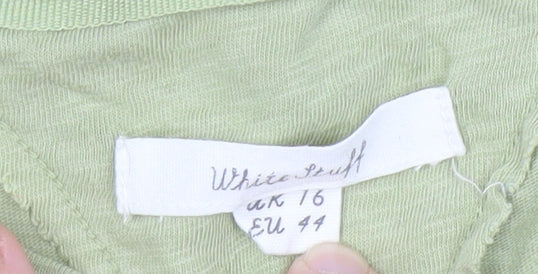 White Stuff
UK 16
EU 44